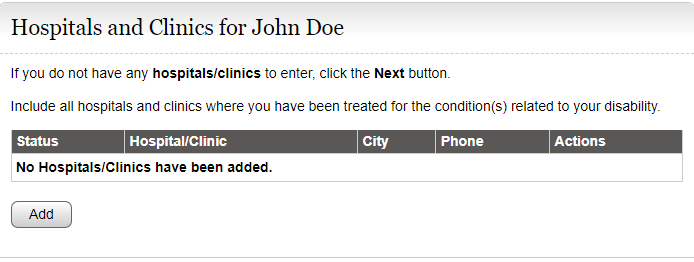 Hospitals and Clinics for John Doe
If you do not have any hospitals/clinics to enter, click the Next button.
Include all hospitals and clinics where you have been treated for the condition(s) related to your disability.
Status Hospital/Clinic City Phone Actions
No Hospitals/Clinics have been added.
Add